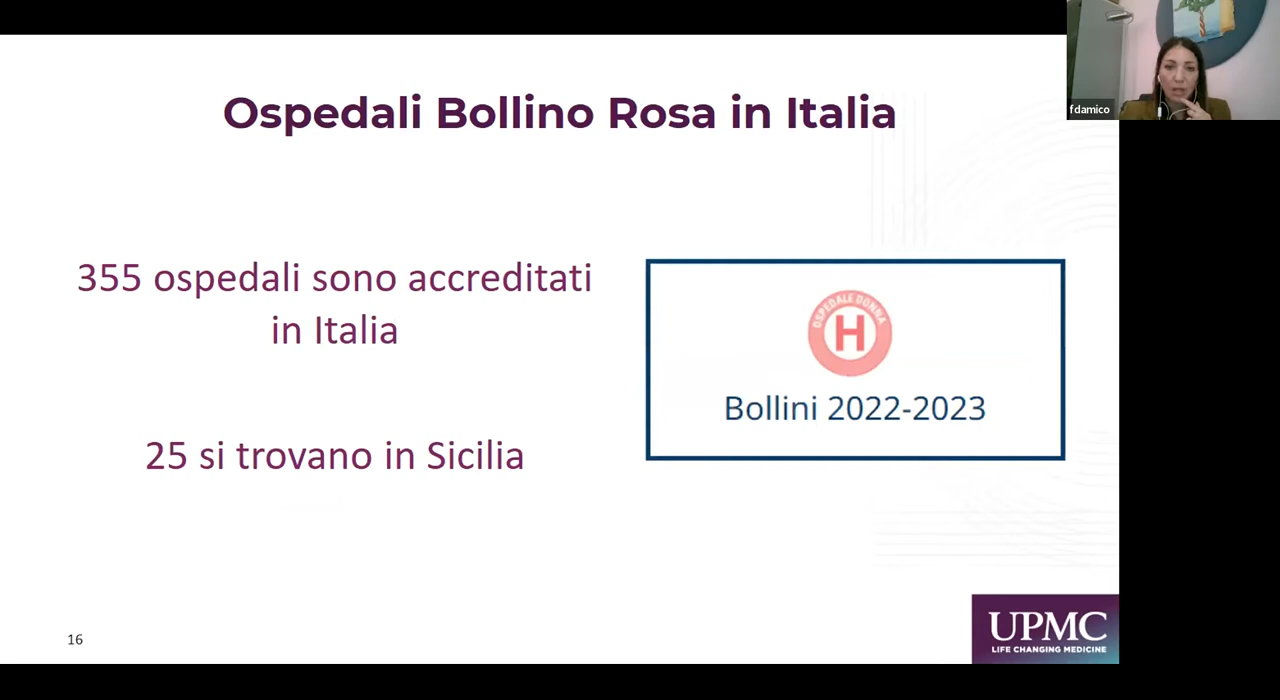 Ospedali Bollino Rosa in Italia
fdamico
355 ospedali sono accreditati
in Italia
OSPEDALE DONNA
H
Bollini 2022-2023
25 si trovano in Sicilia
16
UPMC
LIFE CHANGING MEDICINE